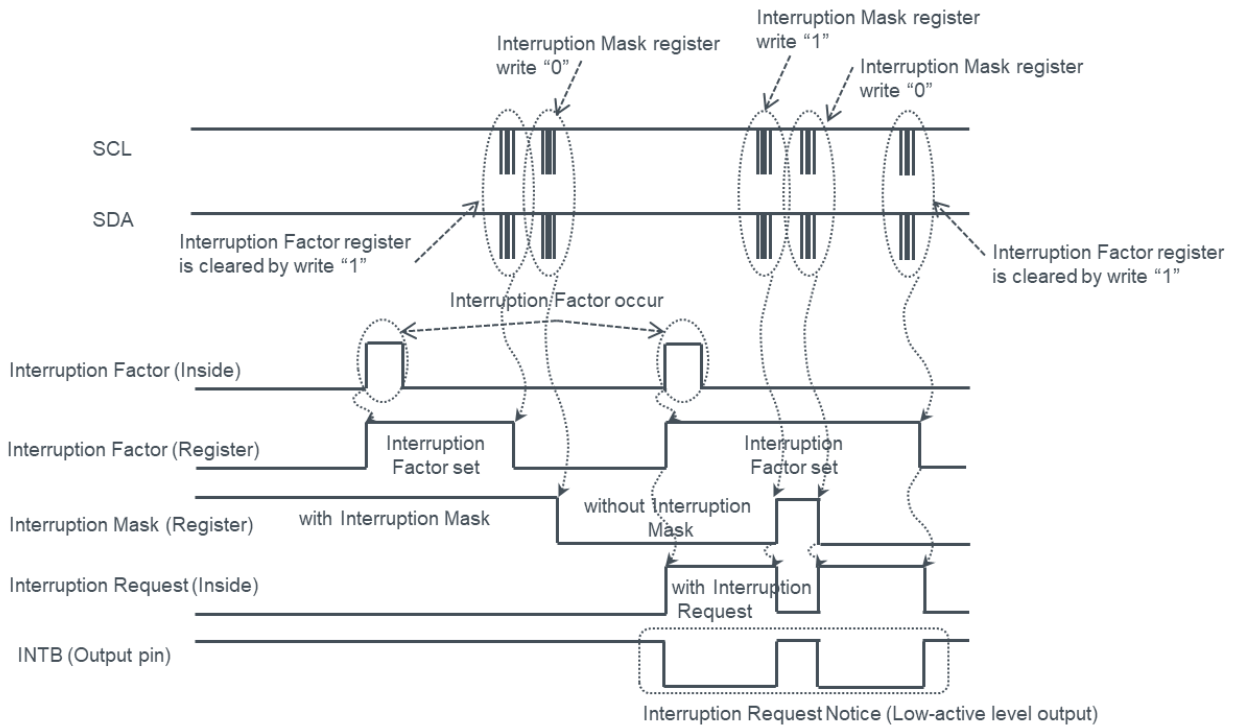 Interruption Mask register
write “1”
Interruption Mask register
write “0”
Interruption Mask register
write “0”
SCL
SDA
Interruption Factor register
is cleared by write “1”
Interruption Factor register
is cleared by write “1”
Interruption Factor occur
Interruption Factor (Inside)
Interruption Factor (Register)
Interruption
Factor set
Interruption
Factor set
Interruption Mask (Register)
with Interruption Mask
without Interruption
Mask
Interruption Request (Inside)
with Interruption
Request
INTB (Output pin)
Interruption Request Notice (Low-active level output)